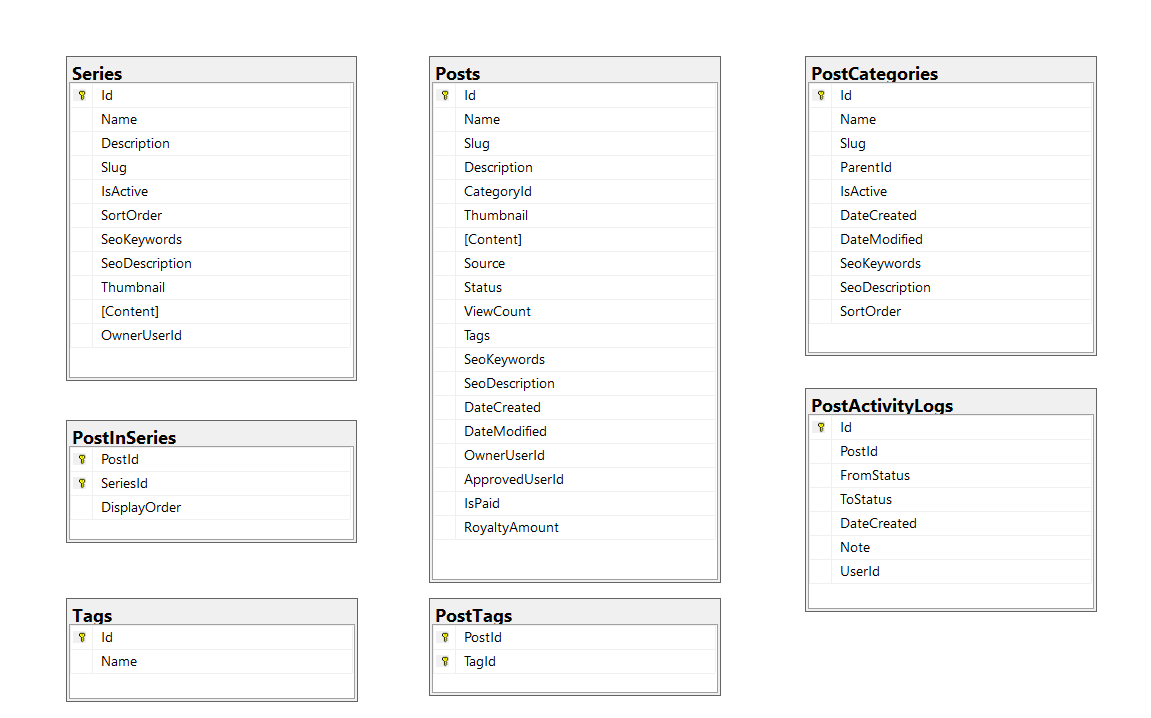 Series
Id
Name
Description
Slug
IsActive
SortOrder
SeoKeywords
SeoDescription
Thumbnail
[Content]
OwnerUserId
PostInSeries
PostId
SeriesId
DisplayOrder
Tags
Id
Name
Posts
Id
Name
Slug
Description
CategoryId
Thumbnail
[Content]
Source
Status
ViewCount
Tags
SeoKeywords
SeoDescription
DateCreated
DateModified
OwnerUserId
ApprovedUserId
IsPaid
RoyaltyAmount
PostTags
PostId
TagId
PostCategories
Id
Name
Slug
ParentId
IsActive
DateCreated
DateModified
SeoKeywords
SeoDescription
SortOrder
PostActivityLogs
Id
PostId
FromStatus
ToStatus
DateCreated
Note
UserId